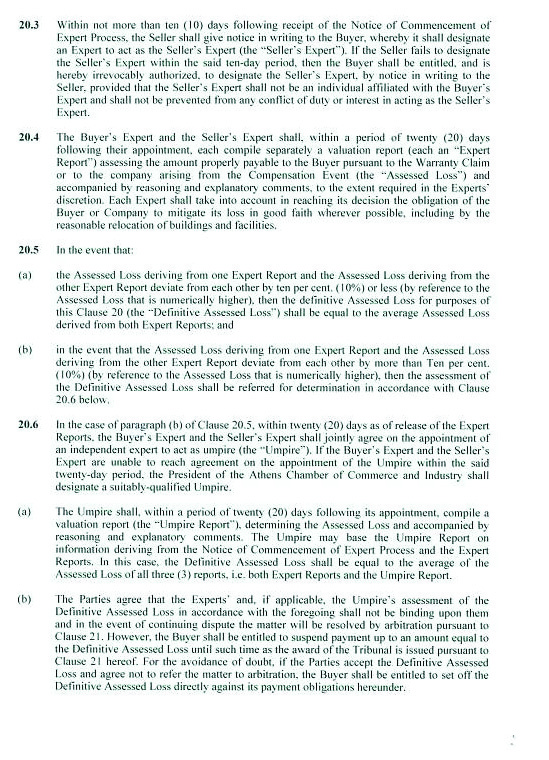 20.3 Within not more than ten (10) days following receipt of the Notice of Commencement of
Expert Process, the Seller shall give notice in writing to the Buyer, whereby it shall designate
an Expert to act as the Seller's Expert (the "Seller's Expert"). If the Seller fails to designate
the Seller's Expert within the said ten-day period, then the Buyer shall be entitled, and is
hereby irrevocably authorized, to designate the Seller's Expert, by notice in writing to the
Seller, provided that the Seller's Expert shall not be an individual affiliated with the Buyer's
Expert and shall not be prevented from any conflict of duty or interest in acting as the Seller's
Expert.
20.4 The Buyer's Expert and the Seller's Expert shall, within a period of twenty (20) days
following their appointment, each compile separately a valuation report (each an "Expert
Report") assessing the amount properly payable to the Buyer pursuant to the Warranty Claim
or to the company arising from the Compensation Event (the "Assessed Loss") and
accompanied by reasoning and explanatory comments, to the extent required in the Experts'
discretion. Each Expert shall take into account in reaching its decision the obligation of the
Buyer or Company to mitigate its loss in good faith wherever possible, including by the
reasonable relocation of buildings and facilities.
20.5 In the event that:
(a) the Assessed Loss deriving from one Expert Report and the Assessed Loss deriving from the
other Expert Report deviate from each other by ten per cent. (10%) or less (by reference to the
Assessed Loss that is numerically higher), then the definitive Assessed Loss for purposes of
this Clause 20 (the "Definitive Assessed Loss") shall be equal to the average Assessed Loss
derived from both Expert Reports; and
(b) in the event that the Assessed Loss deriving from one Expert Report and the Assessed Loss
deriving from the other Expert Report deviate from each other by more than Ten per cent.
(10%) (by reference to the Assessed Loss that is numerically higher), then the assessment of
the Definitive Assessed Loss shall be referred for determination in accordance with Clause
20.6 below.
20.6 In the case of paragraph (b) of Clause 20.5, within twenty (20) days as of release of the Expert
Reports, the Buyer's Expert and the Seller's Expert shall jointly agree on the appointment of
an independent expert to act as umpire (the "Umpire"). If the Buyer's Expert and the Seller's
Expert are unable to reach agreement on the appointment of the Umpire within the said
twenty-day period, the President of the Athens Chamber of Commerce and Industry shall
designate a suitably-qualified Umpire.
(a) The Umpire shall, within a period of twenty (20) days following its appointment, compile a
valuation report (the "Umpire Report"), determining the Assessed Loss and accompanied by
reasoning and explanatory comments. The Umpire may base the Umpire Report on
information deriving from the Notice of Commencement of Expert Process and the Expert
Reports. In this case, the Definitive Assessed Loss shall be equal to the average of the
Assessed Loss of all three (3) reports, i.e. both Expert Reports and the Umpire Report.
(b) The Parties agree that the Experts' and, if applicable, the Umpire's assessment of the
Definitive Assessed Loss in accordance with the foregoing shall not be binding upon them
and in the event of continuing dispute the matter will be resolved by arbitration pursuant to
Clause 21. However, the Buyer shall be entitled to suspend payment up to an amount equal to
the Definitive Assessed Loss until such time as the award of the Tribunal is issued pursuant to
Clause 21 hereof. For the avoidance of doubt, if the Parties accept the Definitive Assessed
Loss and agree not to refer the matter to arbitration, the Buyer shall be entitled to set off the
Definitive Assessed Loss directly against its payment obligations hereunder.